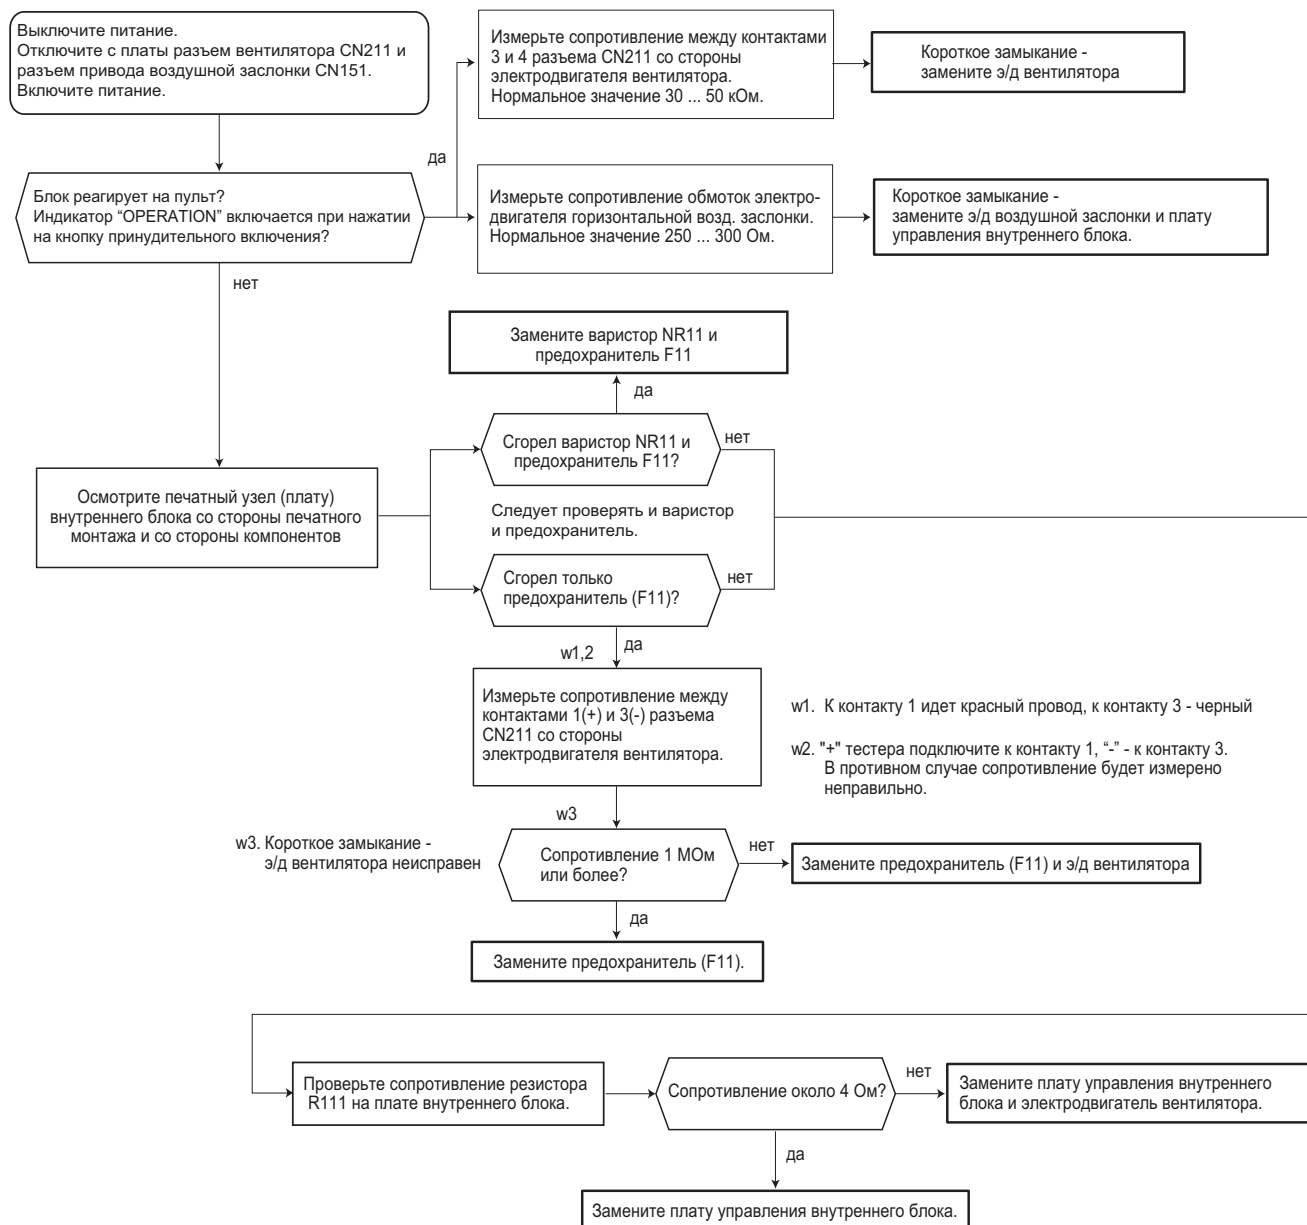 Выключите питание.
Отключите с платы разъем вентилятора CN211 и
разъем привода воздушной заслонки CN151.
Включите питание.
Измерьте сопротивление между контактами
3 и 4 разъема CN211 со стороны
электродвигателя вентилятора.
Нормальное значение 30 ... 50 кОм.
Короткое замыкание -
замените э/д вентилятора
да
Блок реагирует на пульт?
Индикатор “OPERATION” включается при нажатии
на кнопку принудительного включения?
Измерьте сопротивление обмоток электро-
двигателя горизонтальной возд. заслонки.
Нормальное значение 250 ... 300 Ом.
Короткое замыкание -
замените э/д воздушной заслонки и плату
управления внутреннего блока.
нет
Замените варистор NR11 и
предохранитель F11
да
Сгорел варистор NR11 и
предохранитель F11?
нет
Осмотрите печатный узел (плату)
внутреннего блока со стороны печатного
монтажа и со стороны компонентов
Следует проверять и варистор
и предохранитель.
Сгорел только
предохранитель (F11)?
нет
да
w1,2
Измерьте сопротивление между
контактами 1(+) и 3(-) разъема
CN211 со стороны
электродвигателя вентилятора.
w1. К контакту 1 идет красный провод, к контакту 3 - черный
w2. "+" тестера подключите к контакту 1, “-” - к контакту 3.
В противном случае сопротивление будет измерено
неправильно.
w3
w3. Короткое замыкание -
э/д вентилятора неисправен
Сопротивление 1 МОм
или более?
нет
Замените предохранитель (F11) и э/д вентилятора
да
Замените предохранитель (F11).
Проверьте сопротивление резистора
R111 на плате внутреннего блока.
Сопротивление около 4 Ом?
нет
Замените плату управления внутреннего
блока и электродвигатель вентилятора.
да
Замените плату управления внутреннего блока.